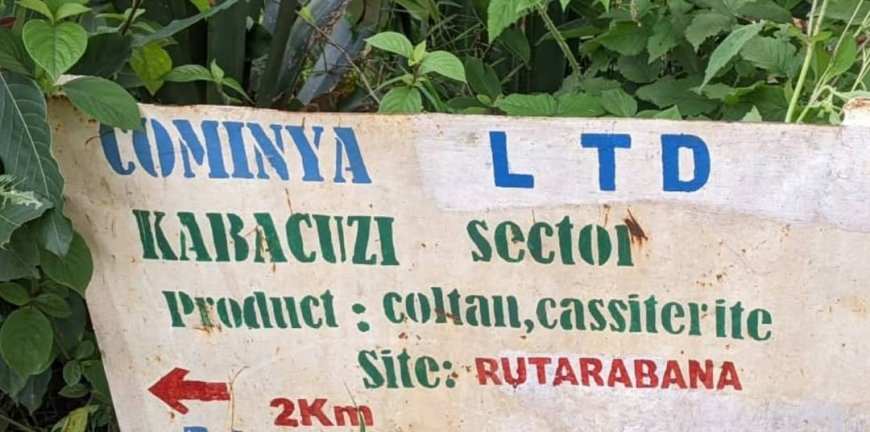 COMINYA LTD
KABACUZI sector
Product : coltan,cassiterite
Site: RUTARABANA
2Km